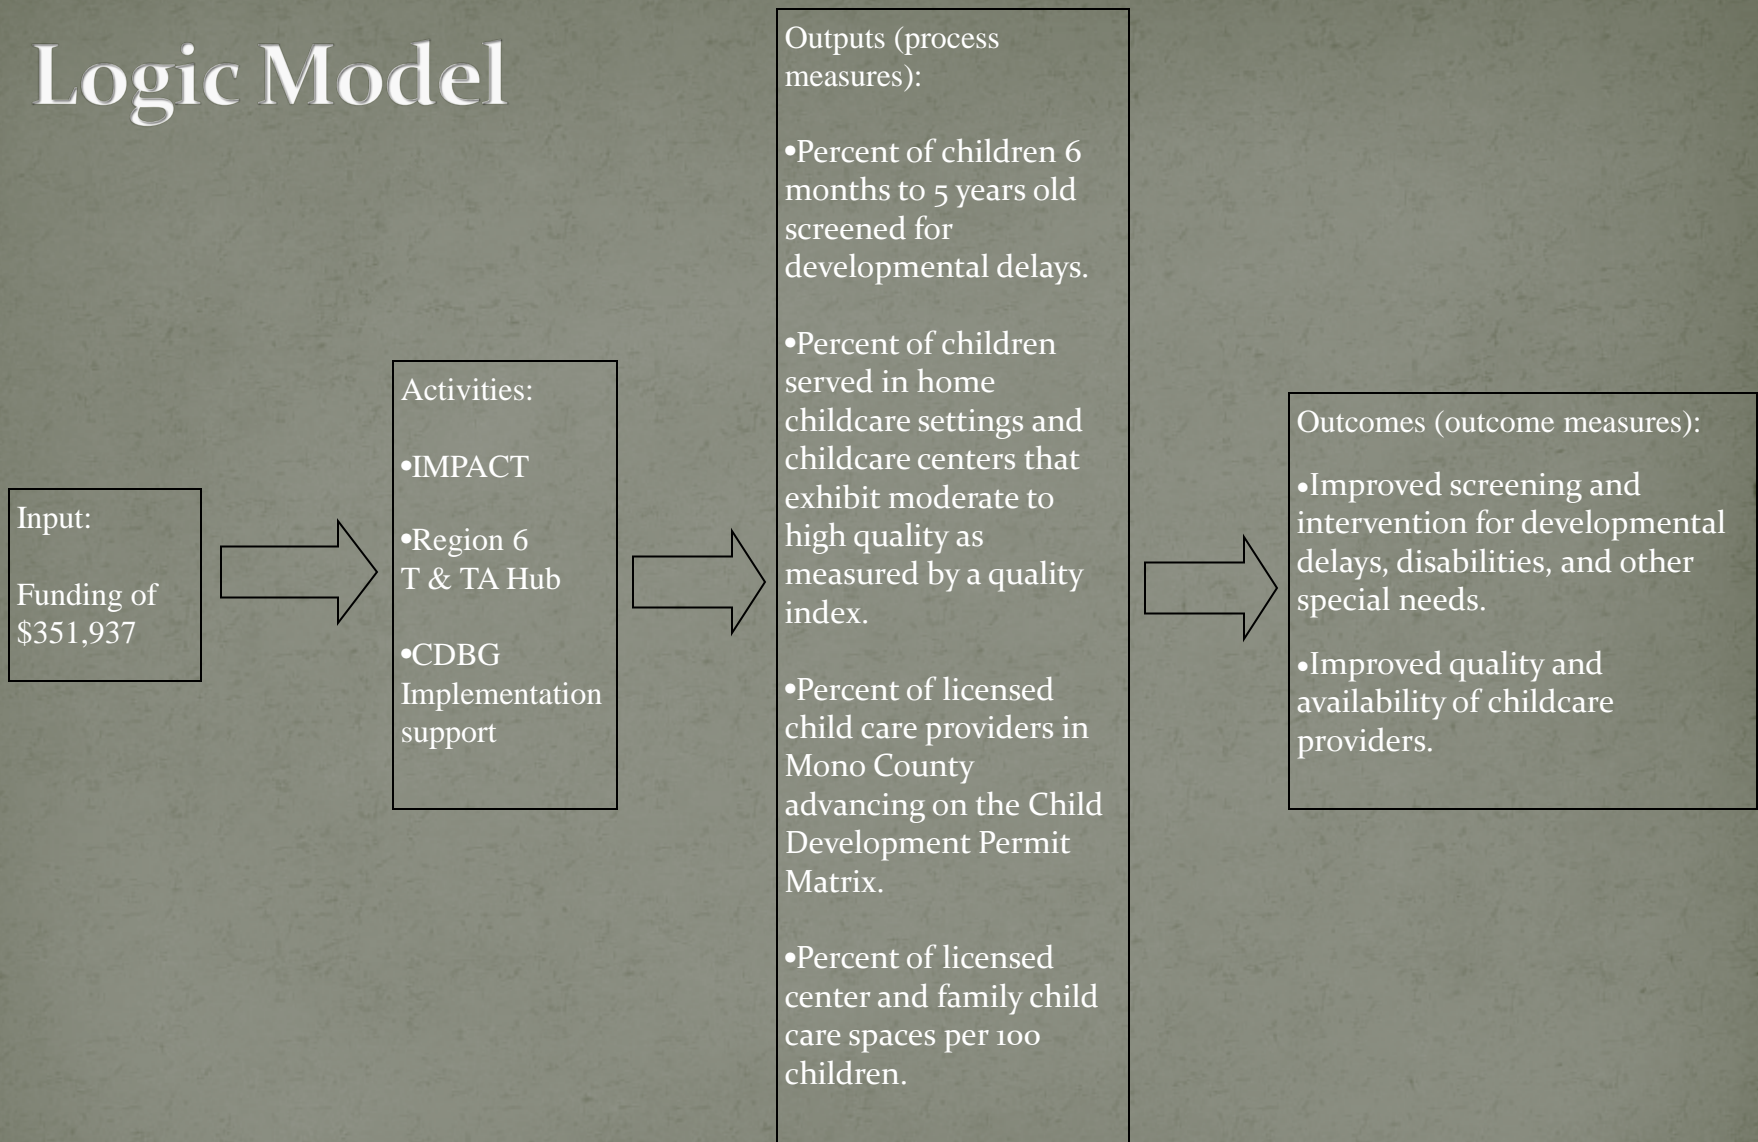 Logic Model
Input:
Funding of
$351,937
Activities:
•IMPACT
•Region 6
T & TA Hub
•CDBG
Implementation
support
Outputs (process
measures):
•Percent of children 6
months to 5 years old
screened for
developmental delays.
•Percent of children
served in home
childcare settings and
childcare centers that
exhibit moderate to
high quality as
measured by a quality
index.
•Percent of licensed
child care providers in
Mono County
advancing on the Child
Development Permit
Matrix.
•Percent of licensed
center and family child
care spaces per 100
children.
Outcomes (outcome measures):
•Improved screening and
intervention for developmental
delays, disabilities, and other
special needs.
•Improved quality and
availability of childcare
providers.